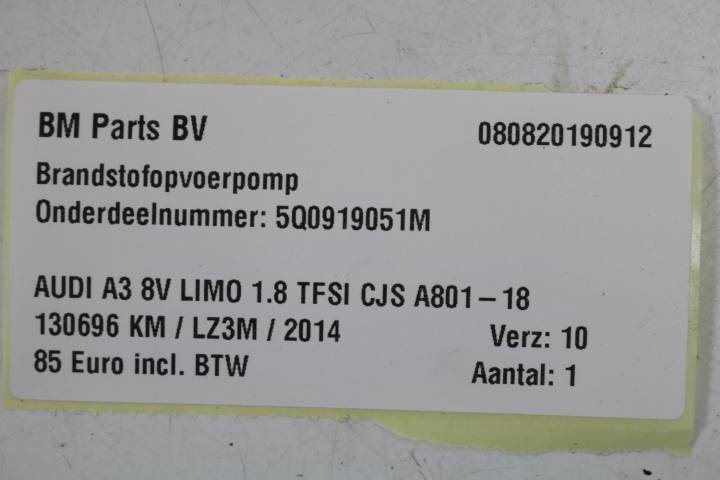 BM Parts BV 080820190912
Brandstofopvoerpomp
Onderdeelnummer: 5Q0919051M
AUDI A3 8V LIMO 1.8 TFSI CJS A801-18
130696 KM / LZ3M / 2014 Verz: 10
85 Euro incl. BTW Aantal: 1